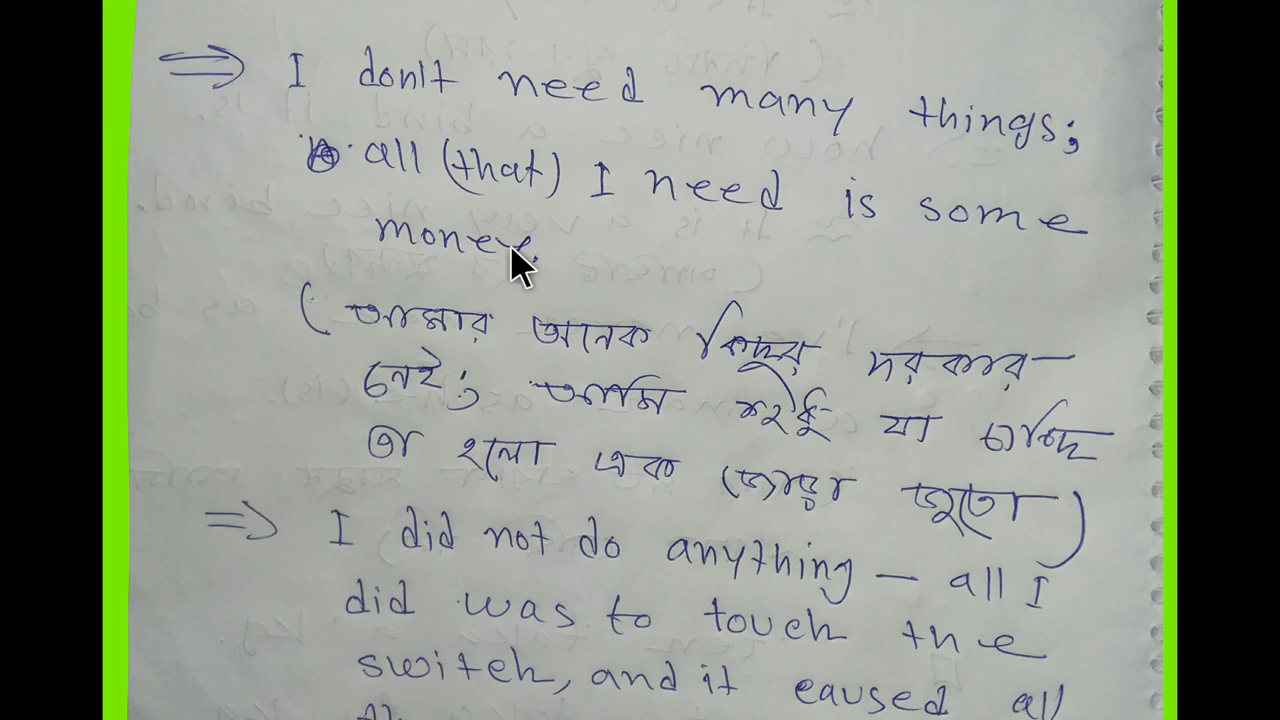 ⇒ I don't need many things;
all (that) I need is some
money.
( আমার অনেক কিছুর দরকার
নেই; আমি শুধু যা চাচ্ছি
তা হলো এক জোড়া জুতো)
⇒ I did not do anything – all I
did was to touch the
switch, and it caused all